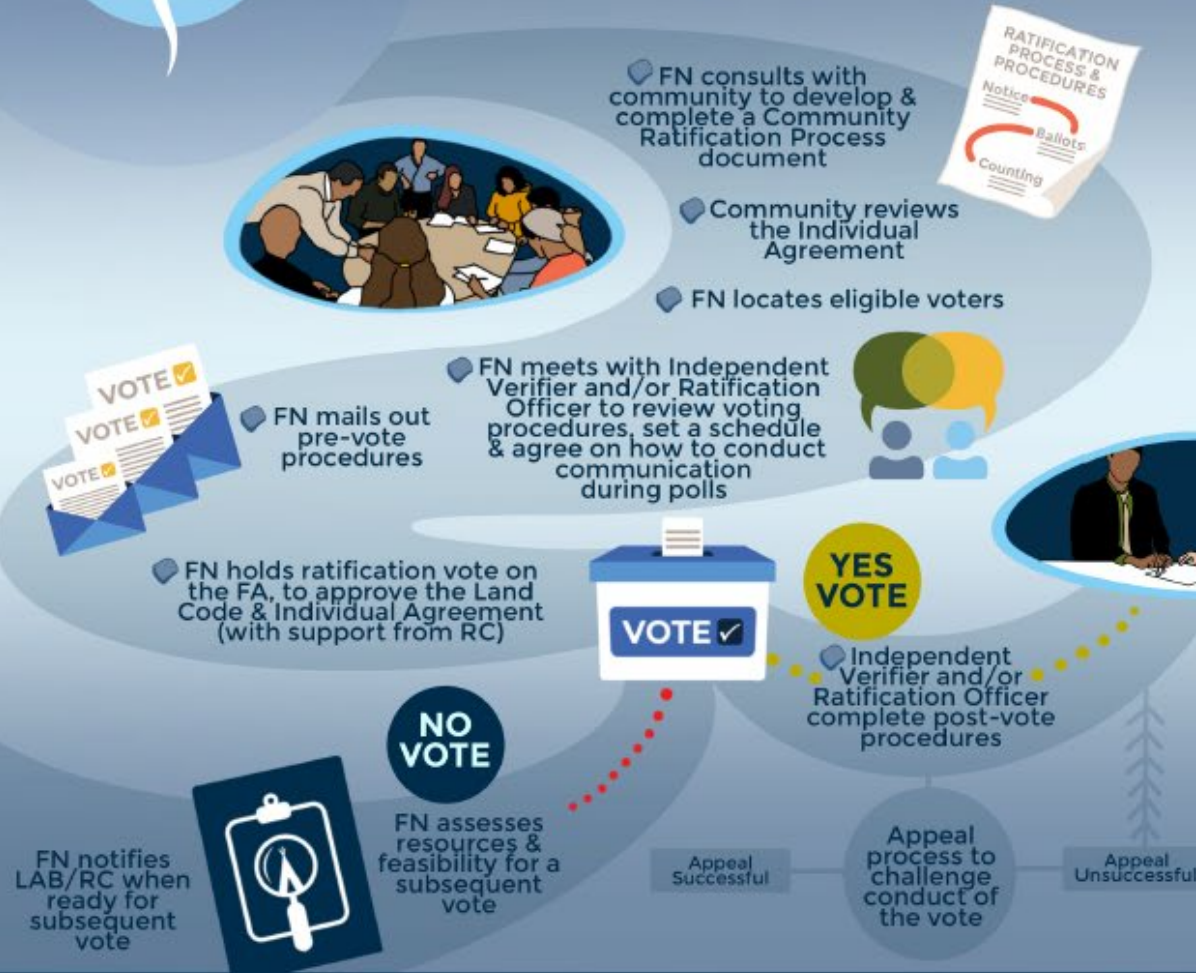 RATIFICATION
PROCESS &
PROCEDURES
Notice
Ballots
Counting
FN consults with
community to develop &
complete a Community
Ratification Process
document
Community reviews
the Individual
Agreement
FN locates eligible voters
FN meets with Independent
Verifier and/or Ratification
Officer to review voting
procedures, set a schedule
& agree on how to conduct
communication
during polls
VOTE
VOTE
VOTE
FN mails out
pre-vote
procedures
FN holds ratification vote on
the FA, to approve the Land
Code & Individual Agreement
(with support from RC)
VOTE
YES
VOTE
Independent
Verifier and/or
Ratification Officer
complete post-vote
procedures
NO
VOTE
FN assesses
resources &
feasibility for a
subsequent
vote
FN notifies
LAB/RC when
ready for
subsequent
vote
Appeal
Successful
Appeal
process to
challenge
conduct of
the vote
Appeal
Unsuccessful